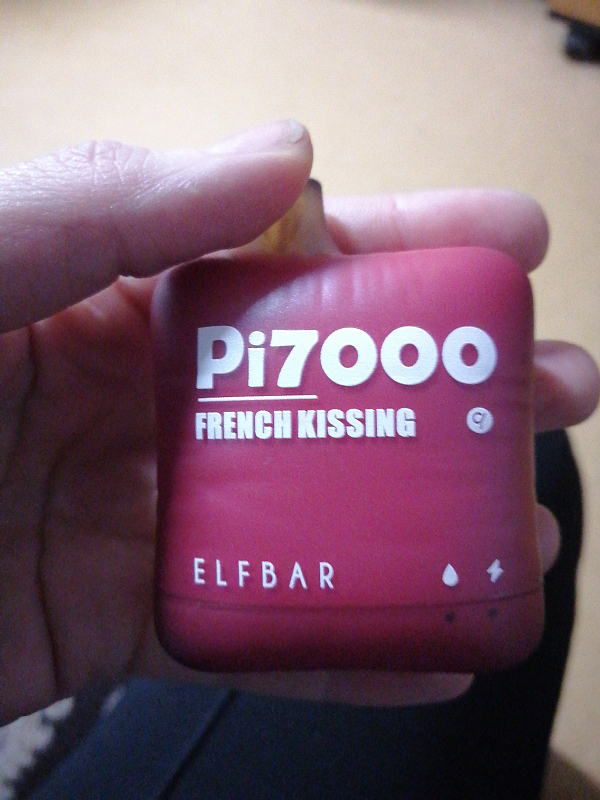 Pi7000
FRENCH KISSING
ELFBAR